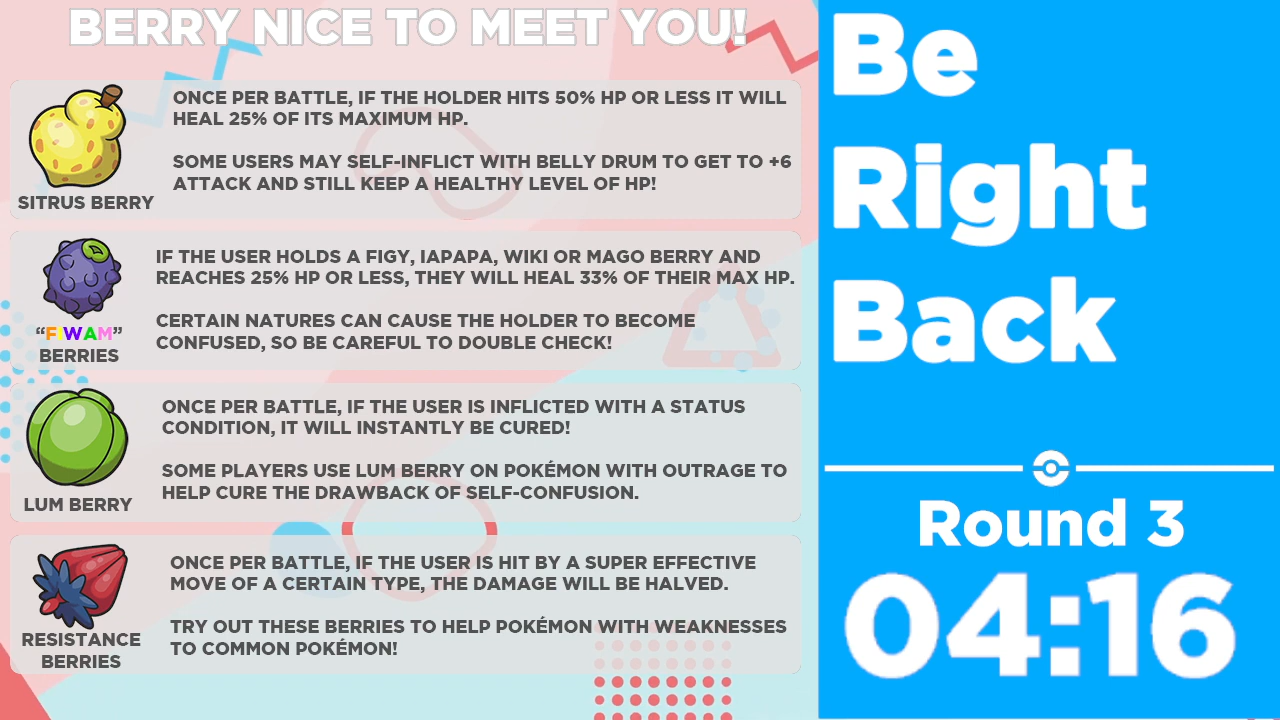 BERRY NICE TO MEET YOU!
ONCE PER BATTLE, IF THE HOLDER HITS 50% HP OR LESS IT WILL
HEAL 25% OF ITS MAXIMUM HP.
SOME USERS MAY SELF-INFLICT WITH BELLY DRUM TO GET TO +6
ATTACK AND STILL KEEP A HEALTHY LEVEL OF HP!
SITRUS BERRY
IF THE USER HOLDS A FIGY, IAPAPA, WIKI OR MAGO BERRY AND
REACHES 25% HP OR LESS, THEY WILL HEAL 33% OF THEIR MAX HP.
CERTAIN NATURES CAN CAUSE THE HOLDER TO BECOME
CONFUSED, SO BE CAREFUL TO DOUBLE CHECK!
“FIWAM”
BERRIES
ONCE PER BATTLE, IF THE USER IS INFLICTED WITH A STATUS
CONDITION, IT WILL INSTANTLY BE CURED!
SOME PLAYERS USE LUM BERRY ON POKÉMON WITH OUTRAGE TO
HELP CURE THE DRAWBACK OF SELF-CONFUSION.
LUM BERRY
ONCE PER BATTLE, IF THE USER IS HIT BY A SUPER EFFECTIVE
MOVE OF A CERTAIN TYPE, THE DAMAGE WILL BE HALVED.
TRY OUT THESE BERRIES TO HELP POKÉMON WITH WEAKNESSES
TO COMMON POKÉMON!
RESISTANCE
BERRIES
Be
Right
Back
Round 3
04:16